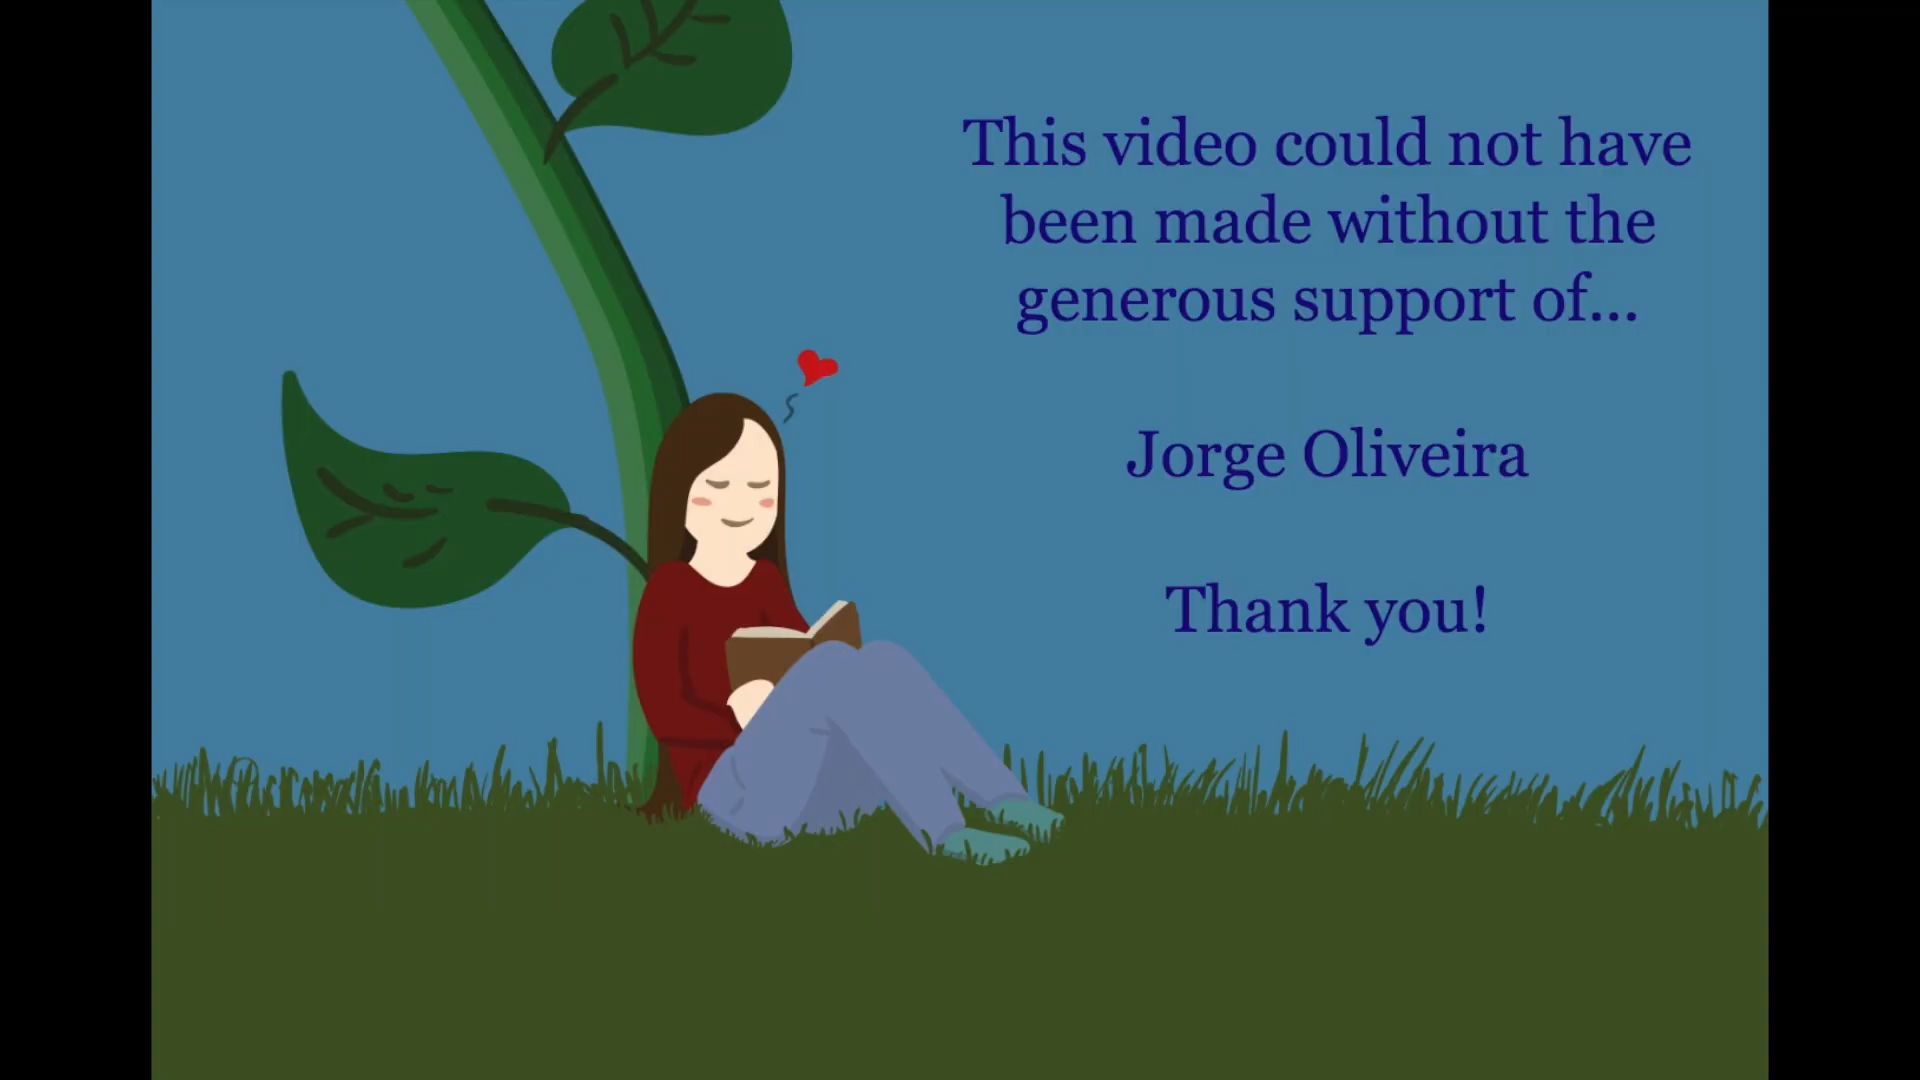 This video could not have
been made without the
generous support of...
Jorge Oliveira
Thank you!